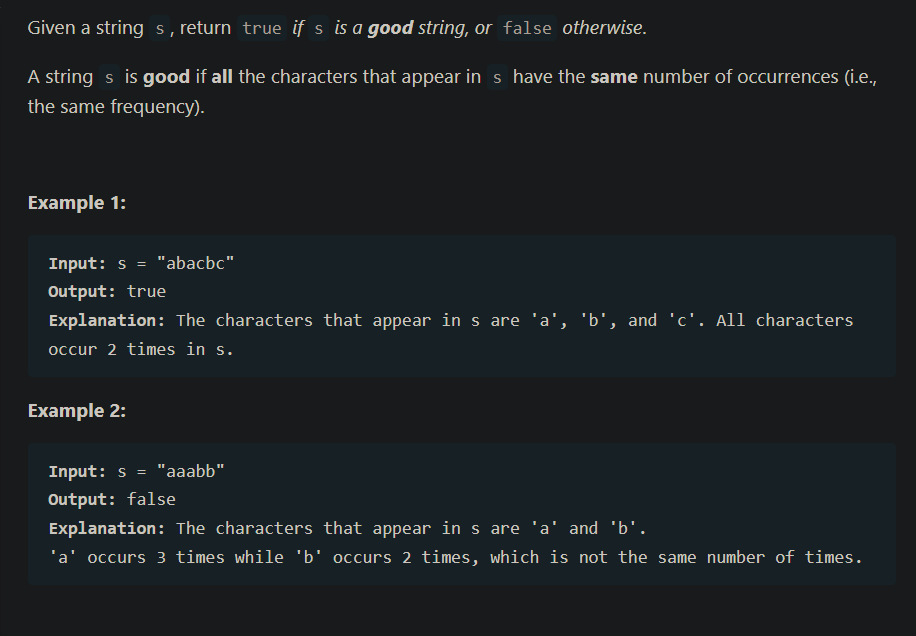 Given a string s, return true if s is a good string, or false otherwise.
A string s is good if all the characters that appear in s have the same number of occurrences (i.e.,
the same frequency).
Example 1:
Input: s = "abacbc"
Output: true
Explanation: The characters that appear in s are 'a', 'b', and 'c'. All characters
occur 2 times in s.
Example 2:
Input: s = "aaabb"
Output: false
Explanation: The characters that appear in s are 'a' and 'b'.
'a' occurs 3 times while 'b' occurs 2 times, which is not the same number of times.